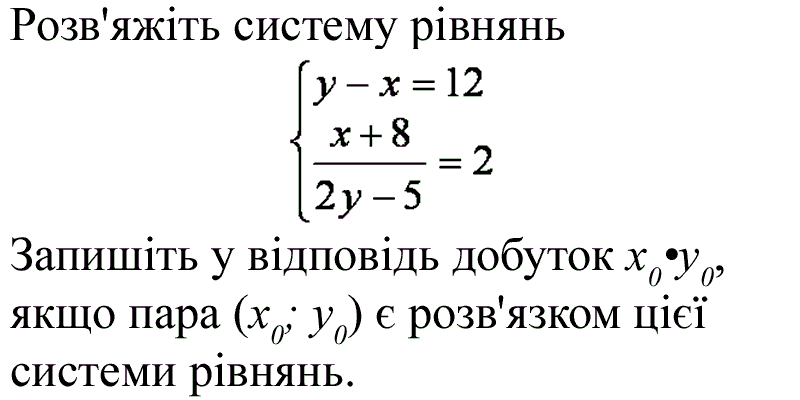 Розв'яжіть систему рівнянь
y − x = 12
x + 8
2y − 5
= 2
Запишіть у відповідь добуток x₀•y₀,
якщо пара (x₀; y₀) є розв'язком цієї
системи рівнянь.